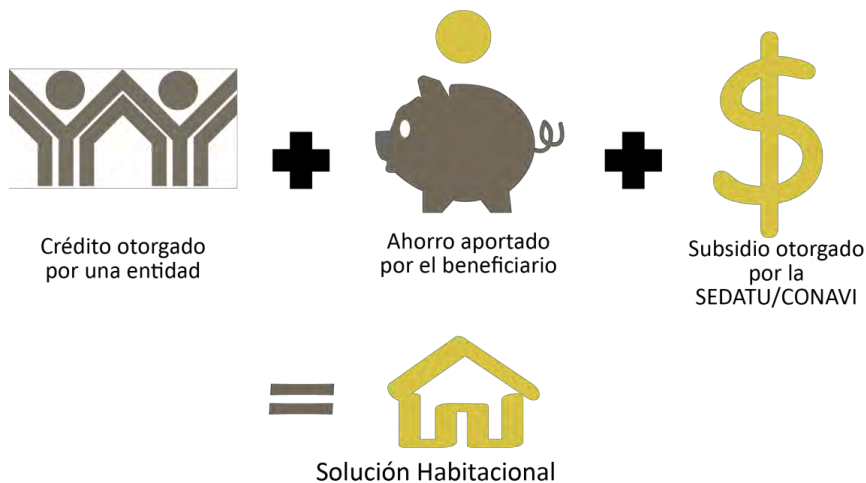 Crédito otorgado
por una entidad
Ahorro aportado
por el beneficiario
Subsidio otorgado
por la
SEDATU/CONAVI
Solución Habitacional